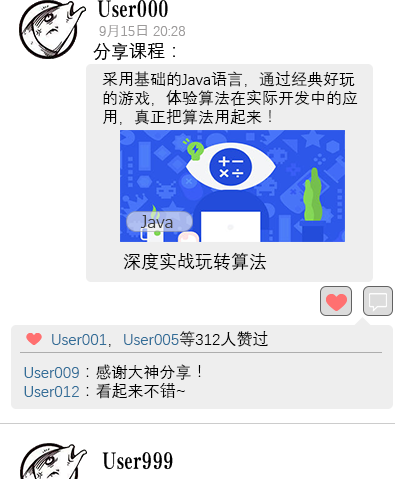 User000
9月15日 20:28
分享课程：
采用基础的Java语言，通过经典好玩
的游戏，体验算法在实际开发中的应
用，真正把算法用起来！
Java
深度实战玩转算法
User001，User005等312人赞过
User009：感谢大神分享！
User012：看起来不错~
User999